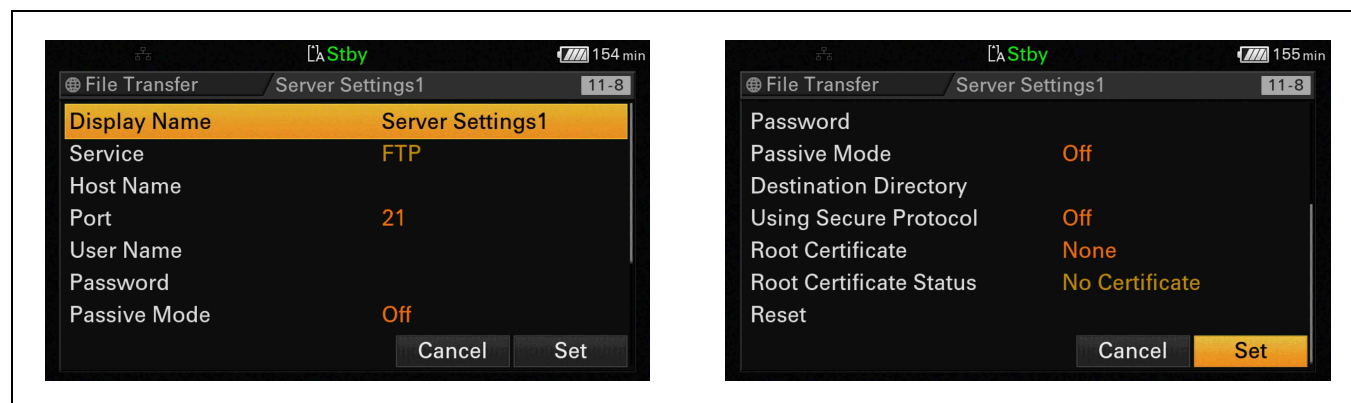 Stby 154 min
File Transfer Server Settings1 11-8
Display Name Server Settings1
Service FTP
Host Name
Port 21
User Name
Password
Passive Mode Off
Cancel Set
Stby 155 min
File Transfer Server Settings1 11-8
Password
Passive Mode Off
Destination Directory
Using Secure Protocol Off
Root Certificate None
Root Certificate Status No Certificate
Reset
Cancel Set